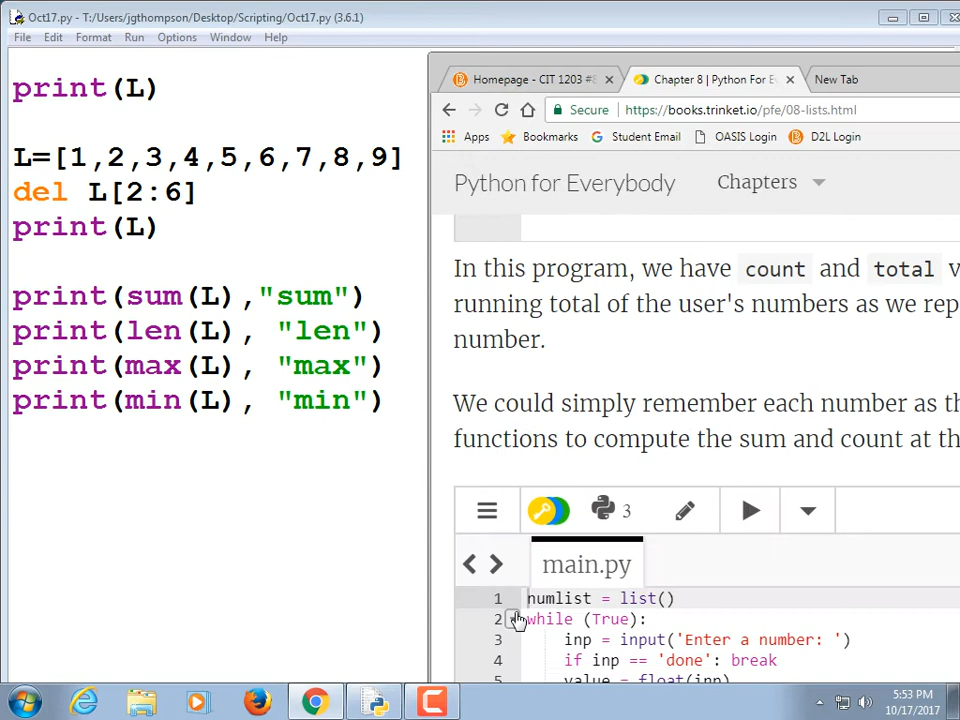 Oct17.py - T:/Users/jgthompson/Desktop/Scripting/Oct17.py (3.6.1)
File Edit Format Run Options Window Help
print(L)
L=[1,2,3,4,5,6,7,8,9]
del L[2:6]
print(L)
print(sum(L),"sum")
print(len(L), "len")
print(max(L), "max")
print(min(L), "min")
Homepage - CIT 1203 #8
Chapter 8 | Python For E
New Tab
Secure https://books.trinket.io/pfe/08-lists.html
Apps Bookmarks Student Email OASIS Login D2L Login
Python for Everybody Chapters
In this program, we have count and total v
running total of the user's numbers as we rep
number.
We could simply remember each number as th
functions to compute the sum and count at th
3
main.py
1 numlist = list()
2 while (True):
3 inp = input('Enter a number: ')
4 if inp == 'done': break
5 value = float(inp)
5:53 PM
10/17/2017